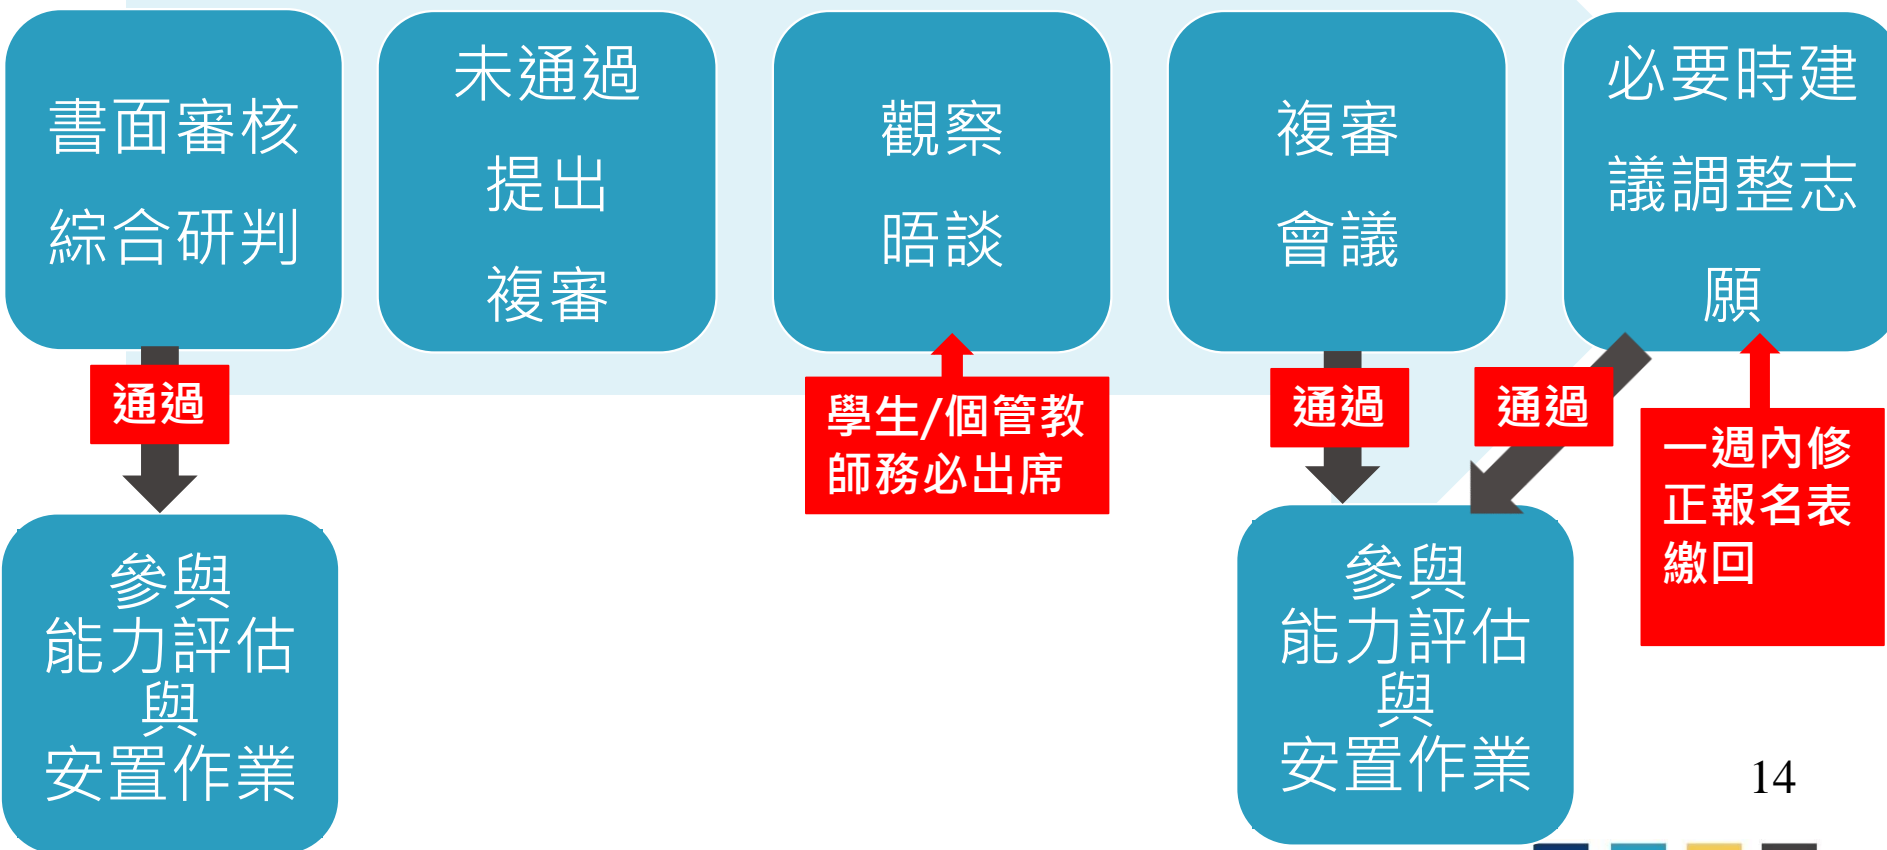 書面審核
綜合研判
未通過
提出
複審
觀察
晤談
複審
會議
必要時建
議調整志
願
通過
學生/個管教
師務必出席
通過
通過
一週內修
正報名表
繳回
參與
能力評估
與
安置作業
參與
能力評估
與
安置作業
14